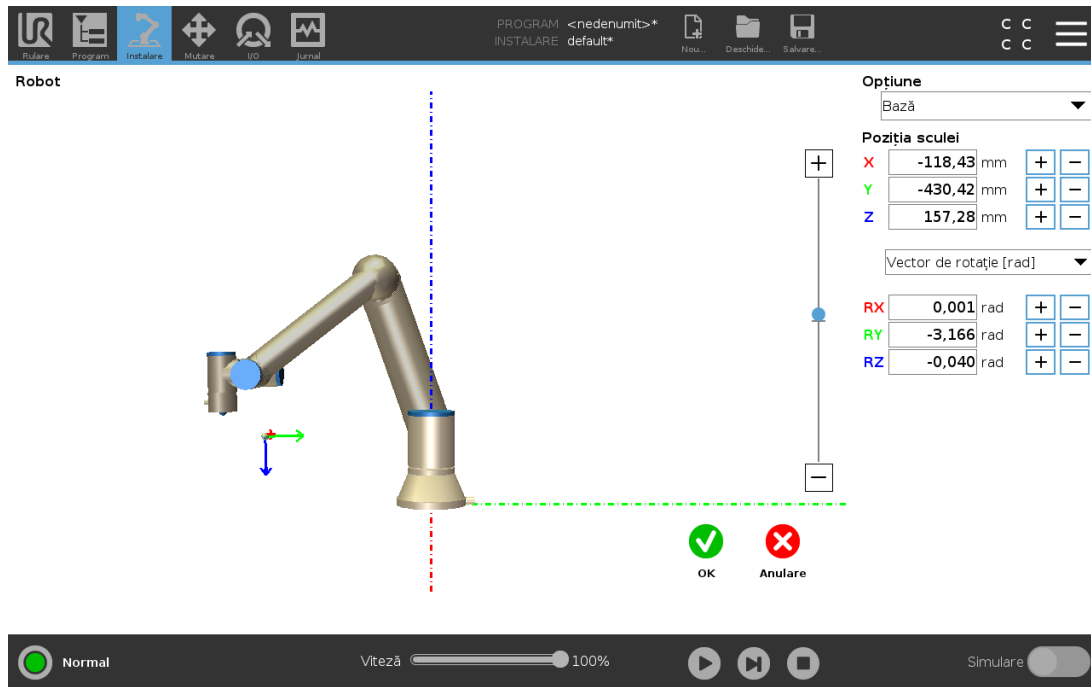 PROGRAM <nedenumit>*
INSTALARE default*
Rulare Program Instalare Mutare I/O Jurnal
Nou... Deschide... Salvare...
C C
C C
Robot
Opțiune
Bază
Poziția sculei
X -118,43 mm + −
Y -430,42 mm + −
Z 157,28 mm + −
Vector de rotație [rad]
RX 0,001 rad + −
RY -3,166 rad + −
RZ -0,040 rad + −
OK Anulare
Normal Viteză 100% Simulare